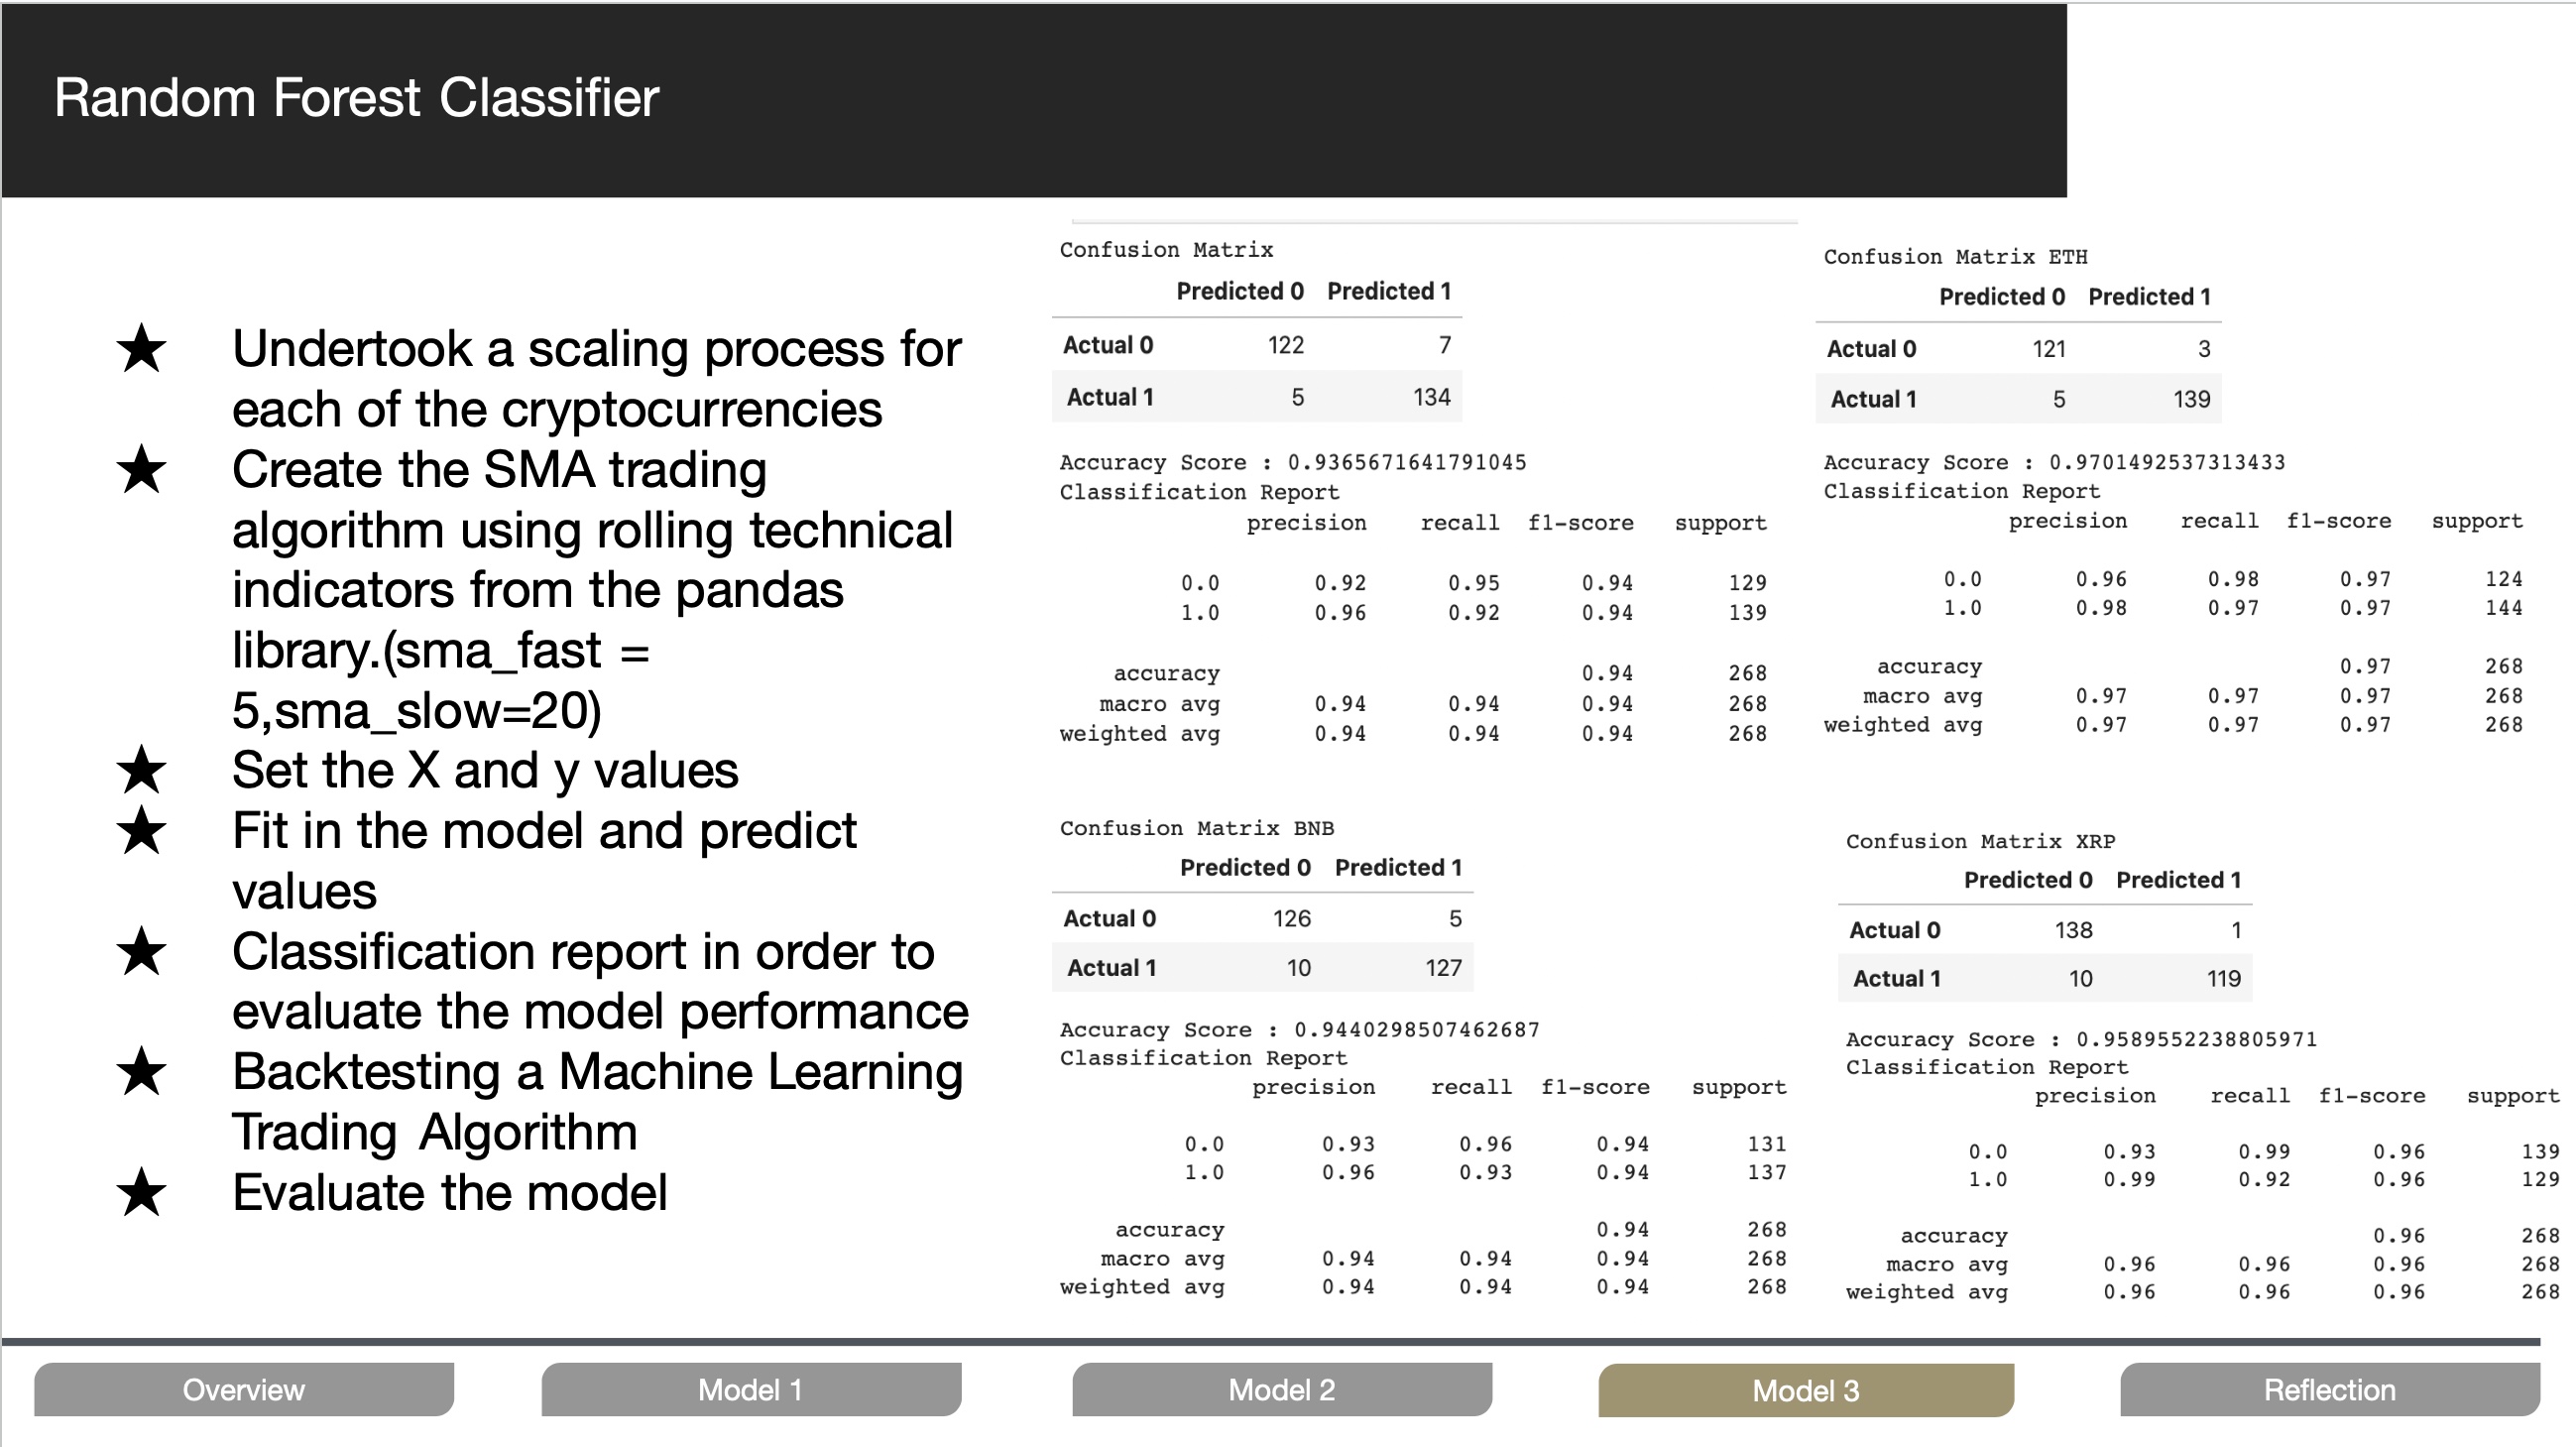 Random Forest Classifier
★ Undertook a scaling process for
each of the cryptocurrencies
★ Create the SMA trading
algorithm using rolling technical
indicators from the pandas
library.(sma_fast =
5,sma_slow=20)
★ Set the X and y values
★ Fit in the model and predict
values
★ Classification report in order to
evaluate the model performance
★ Backtesting a Machine Learning
Trading Algorithm
★ Evaluate the model
Confusion Matrix
Predicted 0 Predicted 1
Actual 0 122 7
Actual 1 5 134
Accuracy Score : 0.9365671641791045
Classification Report
precision recall f1-score support
0.0 0.92 0.95 0.94 129
1.0 0.96 0.92 0.94 139
accuracy 0.94 268
macro avg 0.94 0.94 0.94 268
weighted avg 0.94 0.94 0.94 268
Confusion Matrix ETH
Predicted 0 Predicted 1
Actual 0 121 3
Actual 1 5 139
Accuracy Score : 0.9701492537313433
Classification Report
precision recall f1-score support
0.0 0.96 0.98 0.97 124
1.0 0.98 0.97 0.97 144
accuracy 0.97 268
macro avg 0.97 0.97 0.97 268
weighted avg 0.97 0.97 0.97 268
Confusion Matrix BNB
Predicted 0 Predicted 1
Actual 0 126 5
Actual 1 10 127
Accuracy Score : 0.9440298507462687
Classification Report
precision recall f1-score support
0.0 0.93 0.96 0.94 131
1.0 0.96 0.93 0.94 137
accuracy 0.94 268
macro avg 0.94 0.94 0.94 268
weighted avg 0.94 0.94 0.94 268
Confusion Matrix XRP
Predicted 0 Predicted 1
Actual 0 138 1
Actual 1 10 119
Accuracy Score : 0.9589552238805971
Classification Report
precision recall f1-score support
0.0 0.93 0.99 0.96 139
1.0 0.99 0.92 0.96 129
accuracy 0.96 268
macro avg 0.96 0.96 0.96 268
weighted avg 0.96 0.96 0.96 268
Overview Model 1 Model 2 Model 3 Reflection